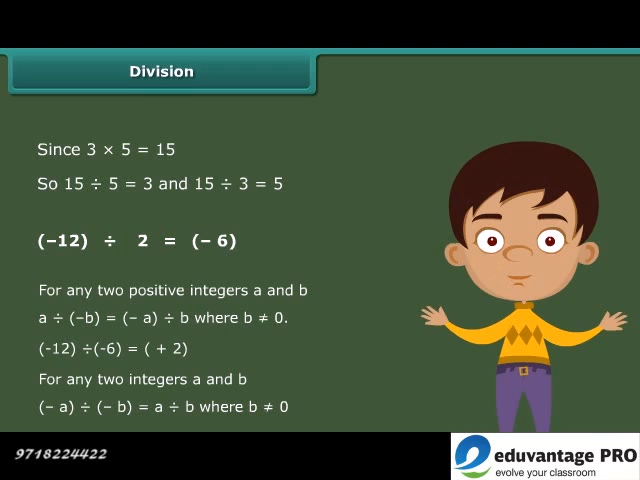 Division
Since 3 × 5 = 15
So 15 ÷ 5 = 3 and 15 ÷ 3 = 5
(–12) ÷ 2 = (– 6)
For any two positive integers a and b
a ÷ (–b) = (– a) ÷ b where b ≠ 0.
(-12) ÷(-6) = ( + 2)
For any two integers a and b
(– a) ÷ (– b) = a ÷ b where b ≠ 0
9718224422
eduvantage PRO
evolve your classroom